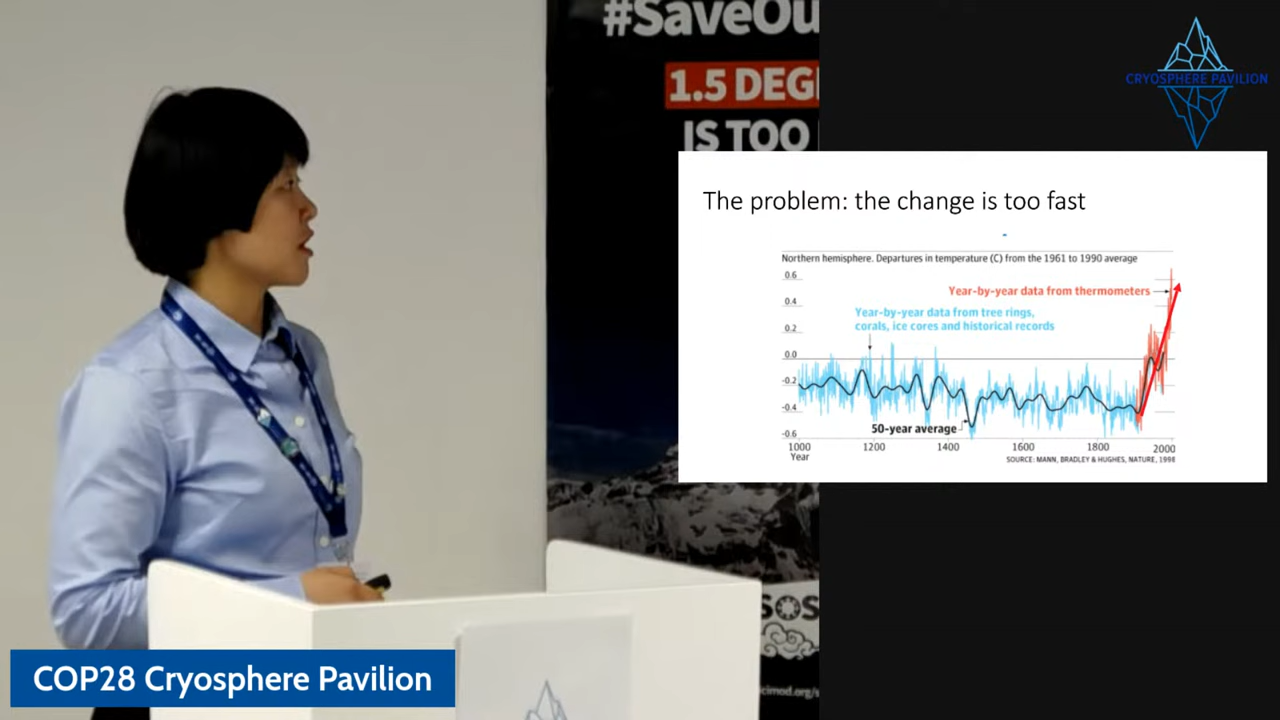 #SaveOu
1.5 DEG
IS TOO
CRYOSPHERE PAVILION
The problem: the change is too fast
Northern hemisphere. Departures in temperature (C) from the 1961 to 1990 average
0.6
Year-by-year data from thermometers
0.4
Year-by-year data from tree rings,
corals, ice cores and historical records
0.2
0.0
-0.2
-0.4
50-year average
-0.6
1000 1200 1400 1600 1800 2000
Year
SOURCE: MANN, BRADLEY & HUGHES, NATURE, 1998
SOS
cimod.org/s
COP28 Cryosphere Pavilion